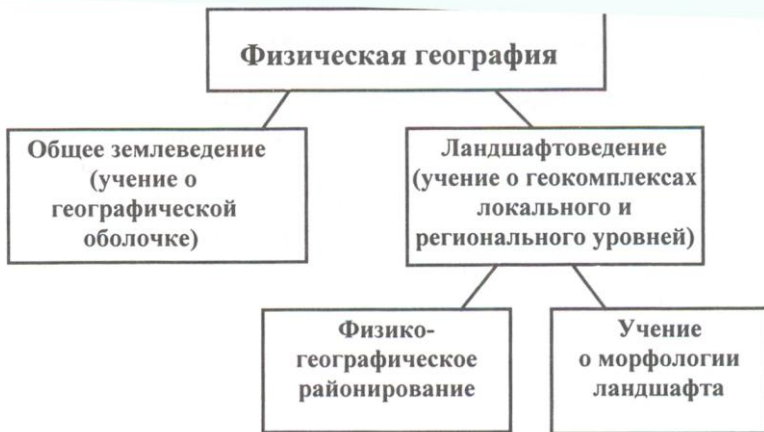 Физическая география
Общее землеведение
(учение о
географической
оболочке)
Ландшафтоведение
(учение о геокомплексах
локального и
регионального уровней)
Физико-
географическое
районирование
Учение
о морфологии
ландшафта